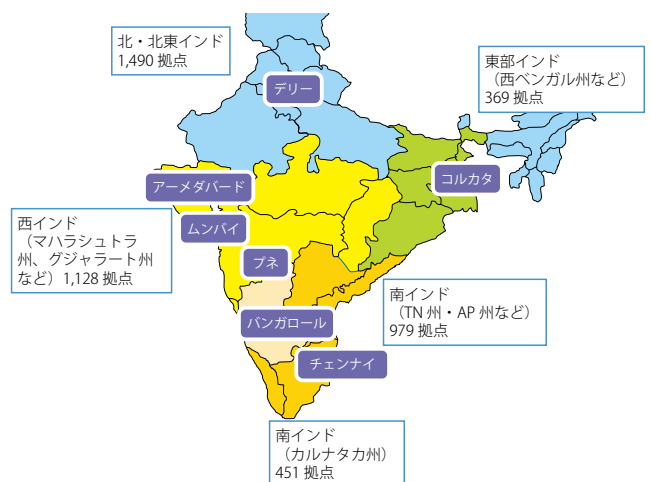 北・北東インド
1,490 拠点
東部インド
（西ベンガル州など）
369 拠点
デリー
コルカタ
アーメダバード
ムンバイ
西インド
（マハラシュトラ
州、グジャラート州
など）1,128 拠点
プネ
南インド
（TN 州・AP 州など）
979 拠点
バンガロール
チェンナイ
南インド
（カルナタカ州）
451 拠点